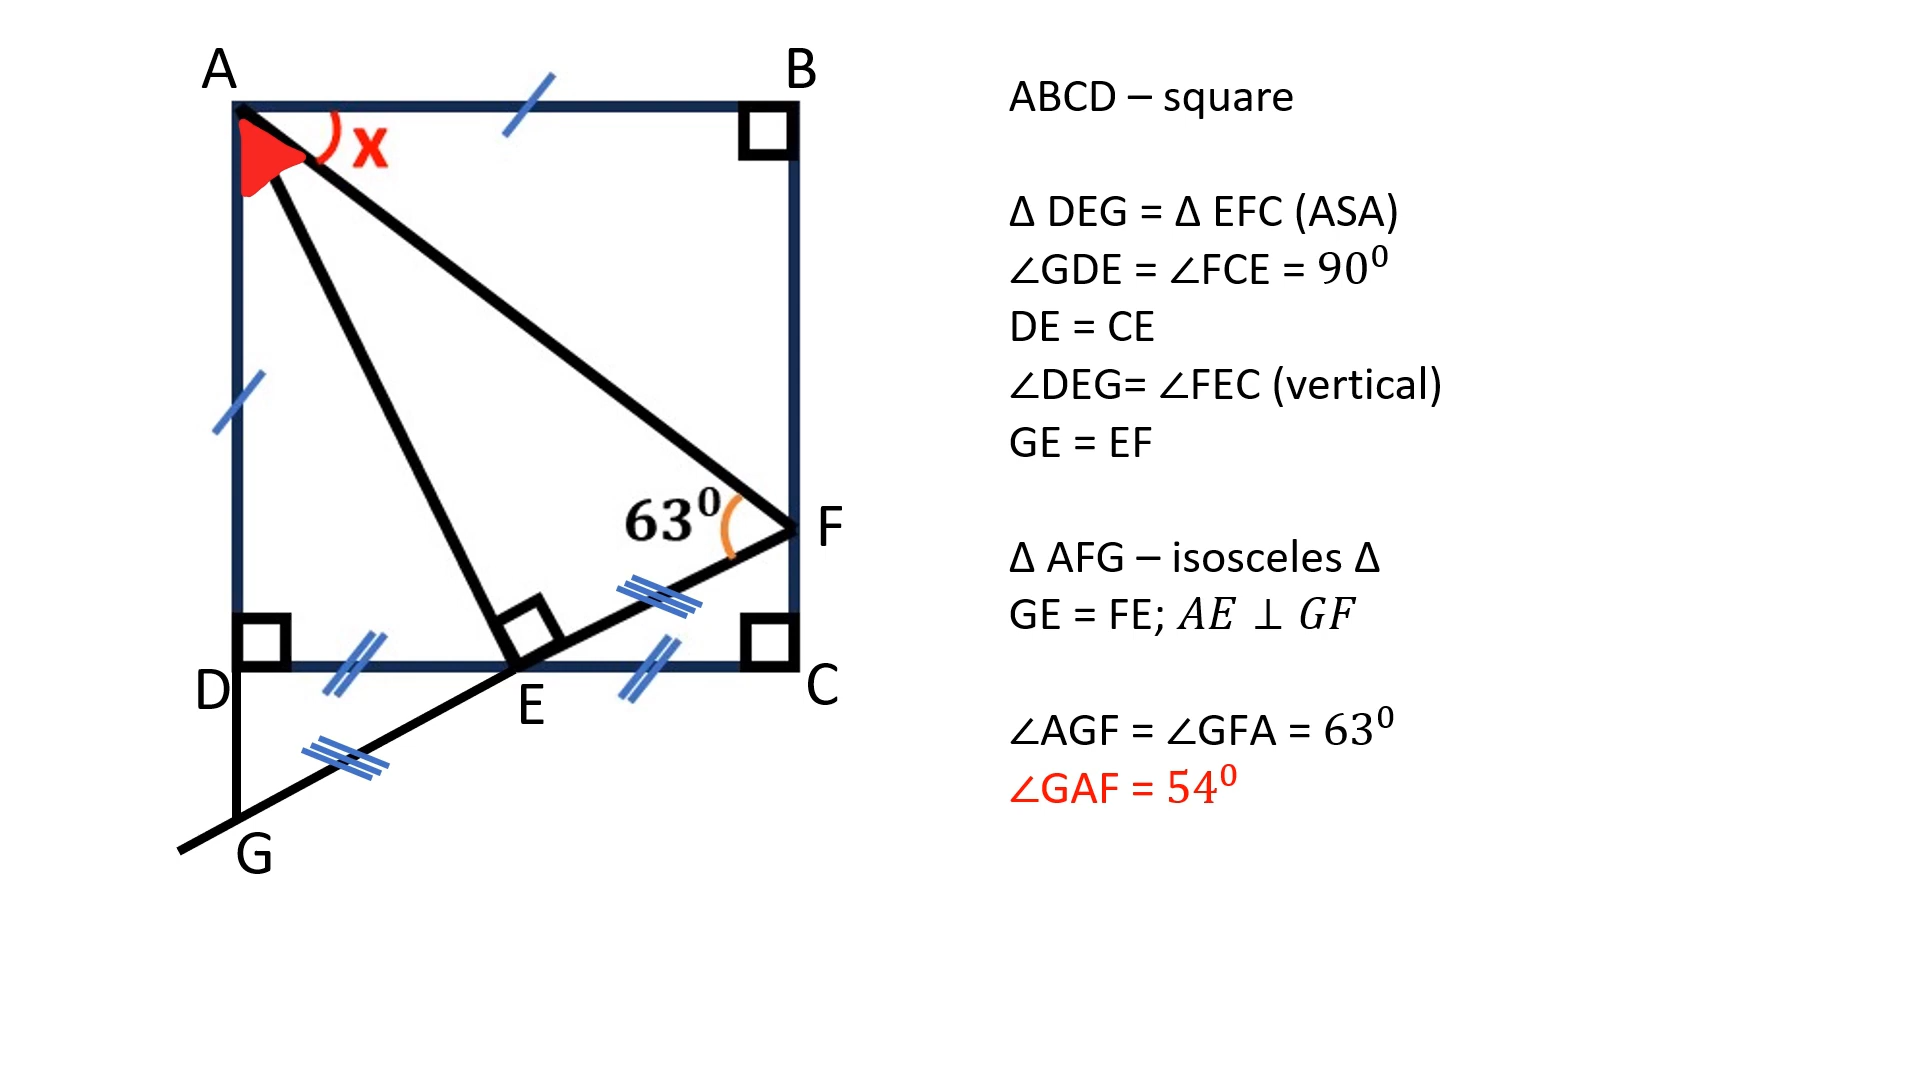 A
B
x
63⁰
F
D
E
C
G
ABCD – square
Δ DEG = Δ EFC (ASA)
∠GDE = ∠FCE = 90⁰
DE = CE
∠DEG= ∠FEC (vertical)
GE = EF
Δ AFG – isosceles Δ
GE = FE; AE ⊥ GF
∠AGF = ∠GFA = 63⁰
∠GAF = 54⁰